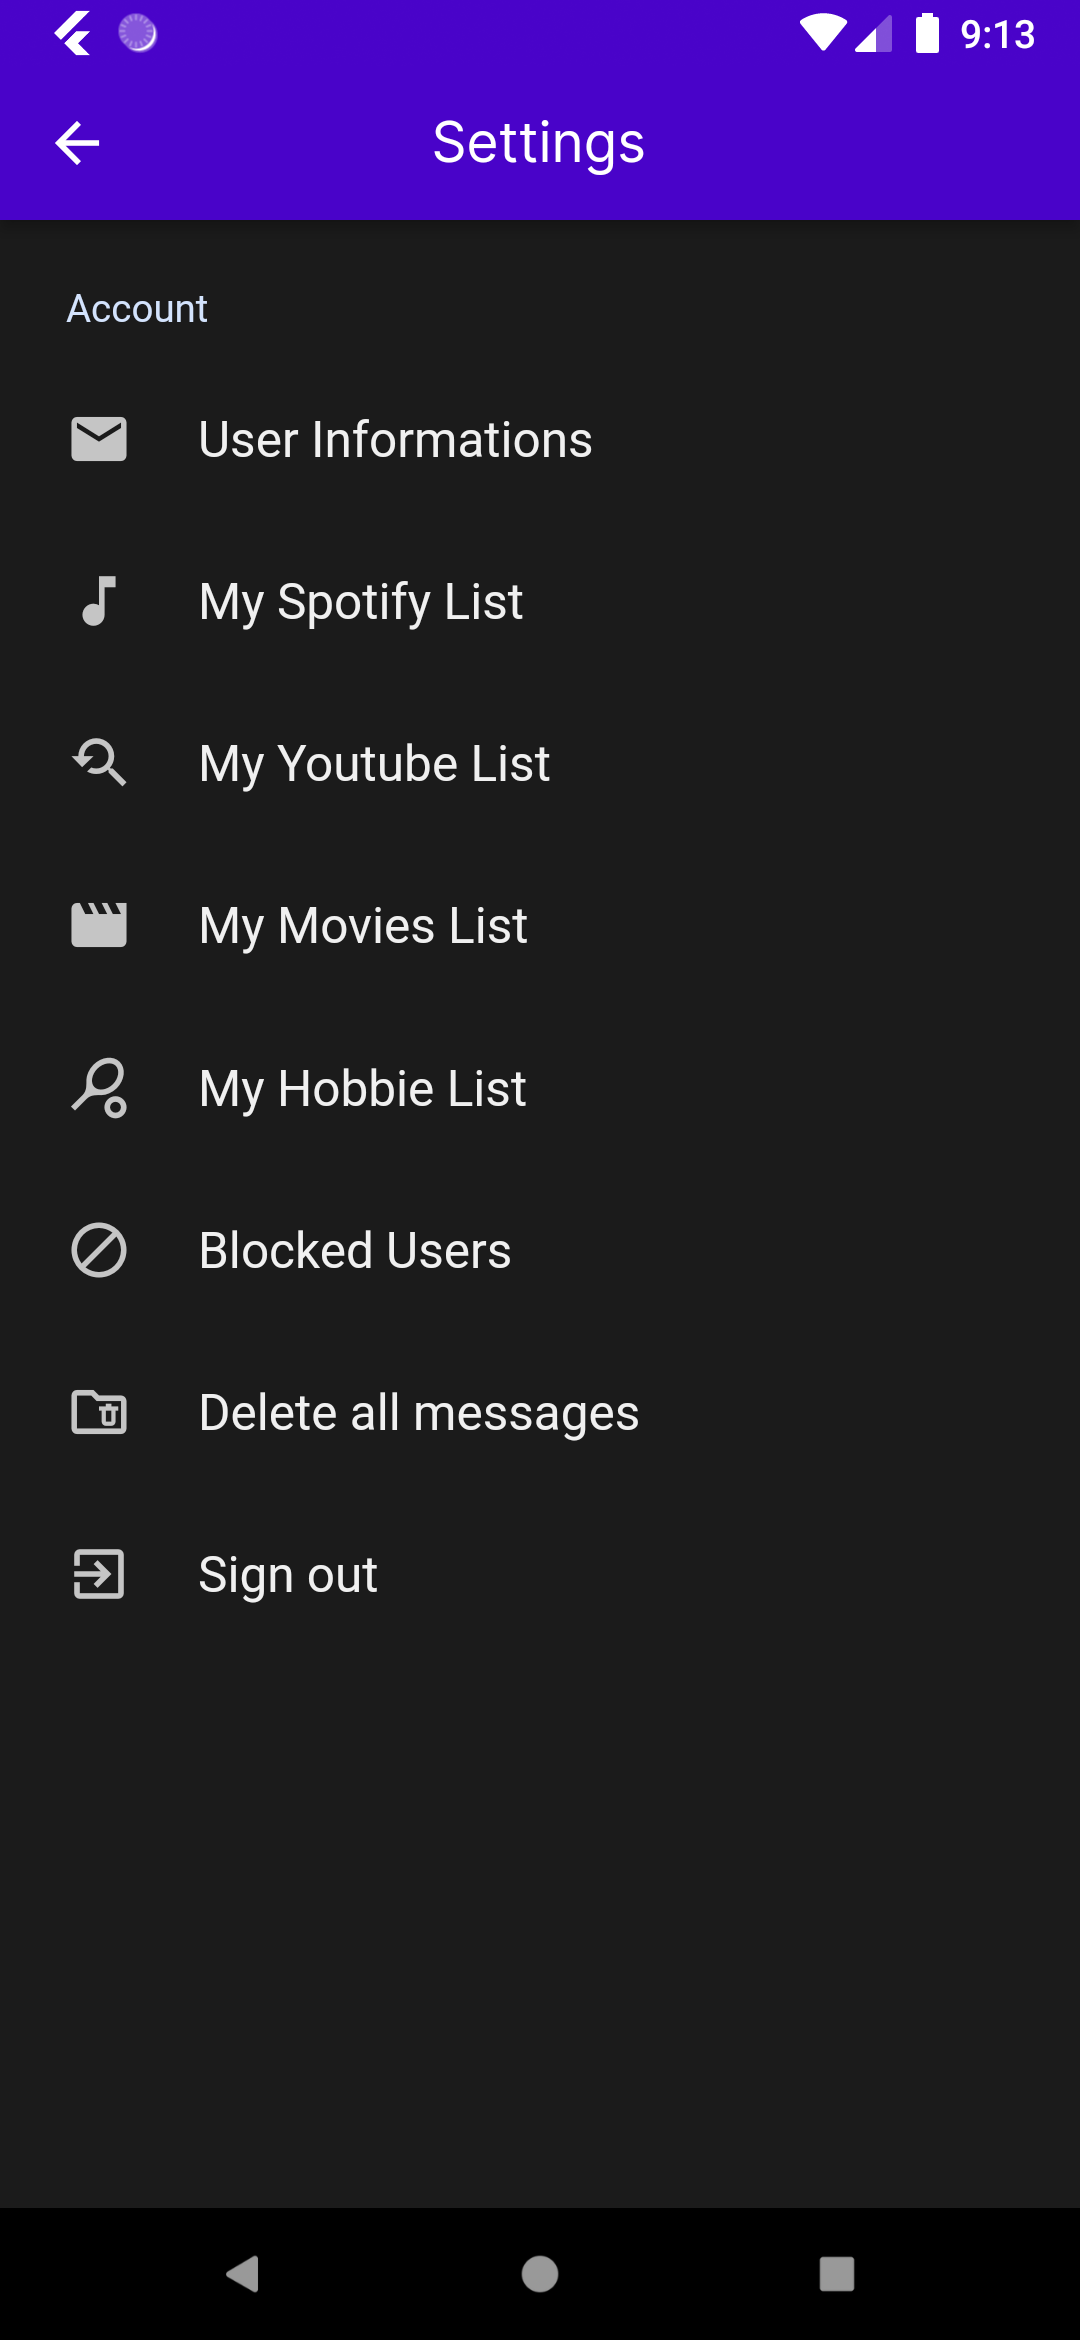 9:13
Settings
Account
User Informations
My Spotify List
My Youtube List
My Movies List
My Hobbie List
Blocked Users
Delete all messages
Sign out